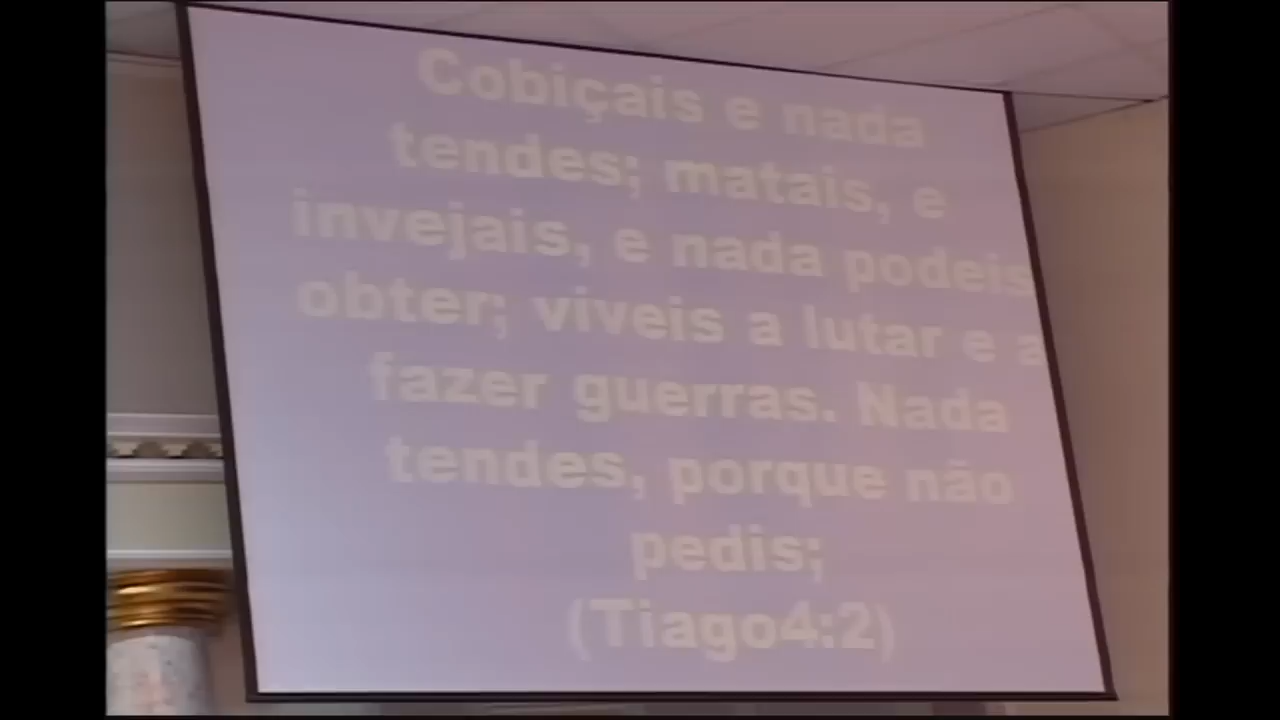 Cobiçais e nada
tendes; matais, e
invejais, e nada podeis
obter; viveis a lutar e a
fazer guerras. Nada
tendes, porque não
pedis;
(Tiago4:2)